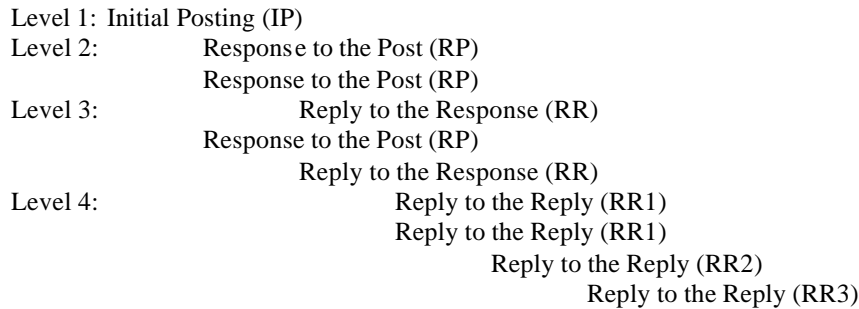 Level 1: Initial Posting (IP)
Level 2: Response to the Post (RP)
Response to the Post (RP)
Level 3: Reply to the Response (RR)
Response to the Post (RP)
Reply to the Response (RR)
Level 4: Reply to the Reply (RR1)
Reply to the Reply (RR1)
Reply to the Reply (RR2)
Reply to the Reply (RR3)